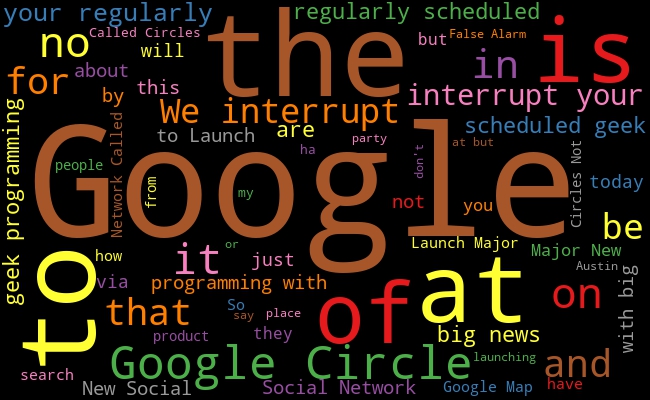 your regularly
regularly scheduled
the
is
no
Called Circles
will
but
False Alarm
in
for
about
this
by
We interrupt
interrupt your
geek programming
Network Called
to Launch
are
party
scheduled geek
ha
don't
at but
Circles Not
Google
people
from
my
today
not
you
be
to
how
it
or
just
Launch Major
Major New
Austin
via
programming with
at
on
with big
that
So
say
place
of
big news
product
they
Google Circle
launching
and
search
New Social
Social Network
Google Map
have